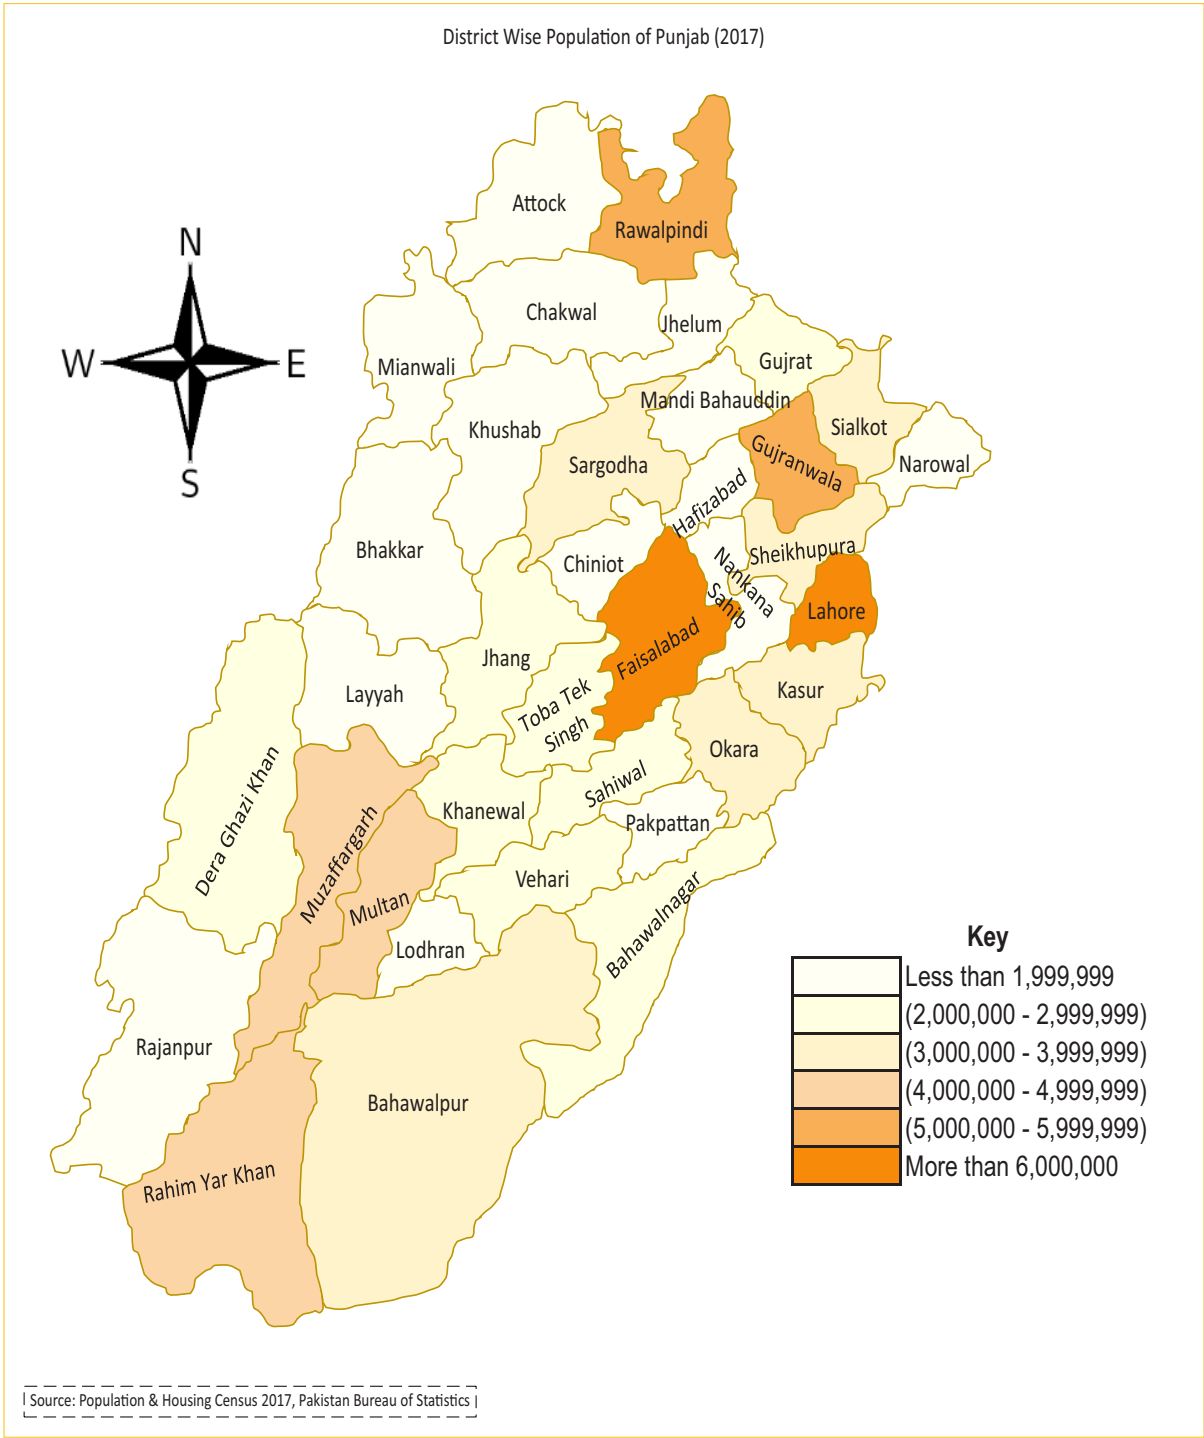 District Wise Population of Punjab (2017)
Attock
Rawalpindi
N
W
E
S
Chakwal
Jhelum
Mianwali
Gujrat
Mandi Bahauddin
Khushab
Sialkot
Sargodha
Gujranwala
Narowal
Hafizabad
Bhakkar
Chiniot
Sheikhupura
Nankana
Sahib
Lahore
Faisalabad
Jhang
Layyah
Kasur
Toba Tek
Singh
Okara
Dera Ghazi Khan
Sahiwal
Khanewal
Pakpattan
Muzaffargarh
Vehari
Multan
Bahawalnagar
Lodhran
Rajanpur
Bahawalpur
Rahim Yar Khan
Key
Less than 1,999,999
(2,000,000 - 2,999,999)
(3,000,000 - 3,999,999)
(4,000,000 - 4,999,999)
(5,000,000 - 5,999,999)
More than 6,000,000
Source: Population & Housing Census 2017, Pakistan Bureau of Statistics